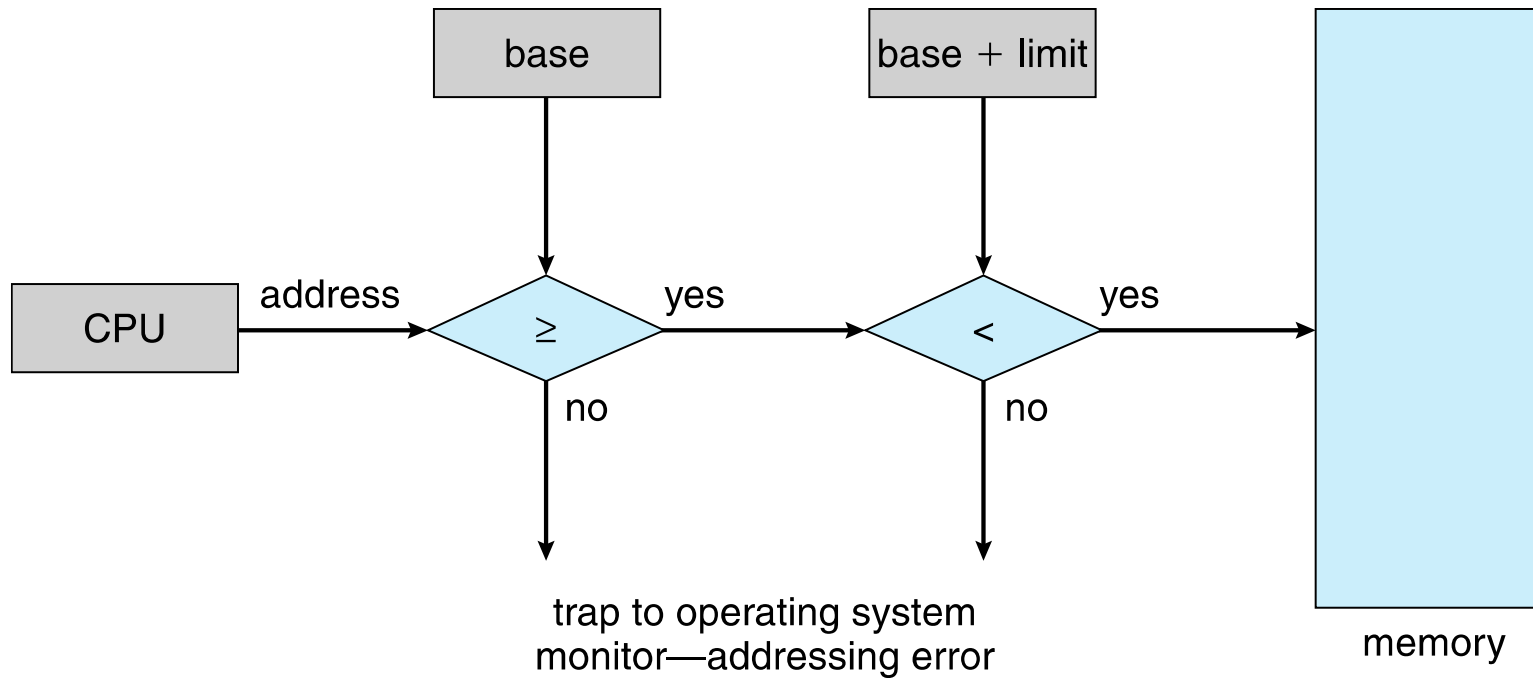 base
base + limit
CPU
address
≥
yes
<
yes
no
no
trap to operating system
monitor—addressing error
memory